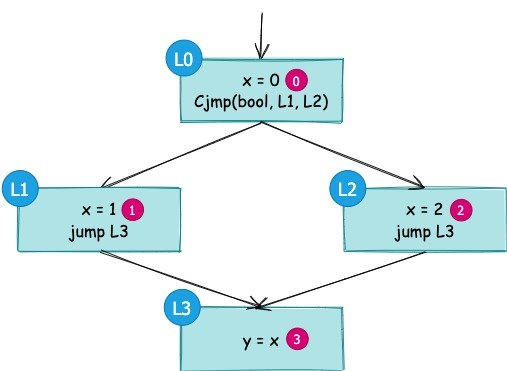 L0
x = 0 0
Cjmp(bool, L1, L2)
L1
x = 1 1
jump L3
L2
x = 2 2
jump L3
L3
y = x 3